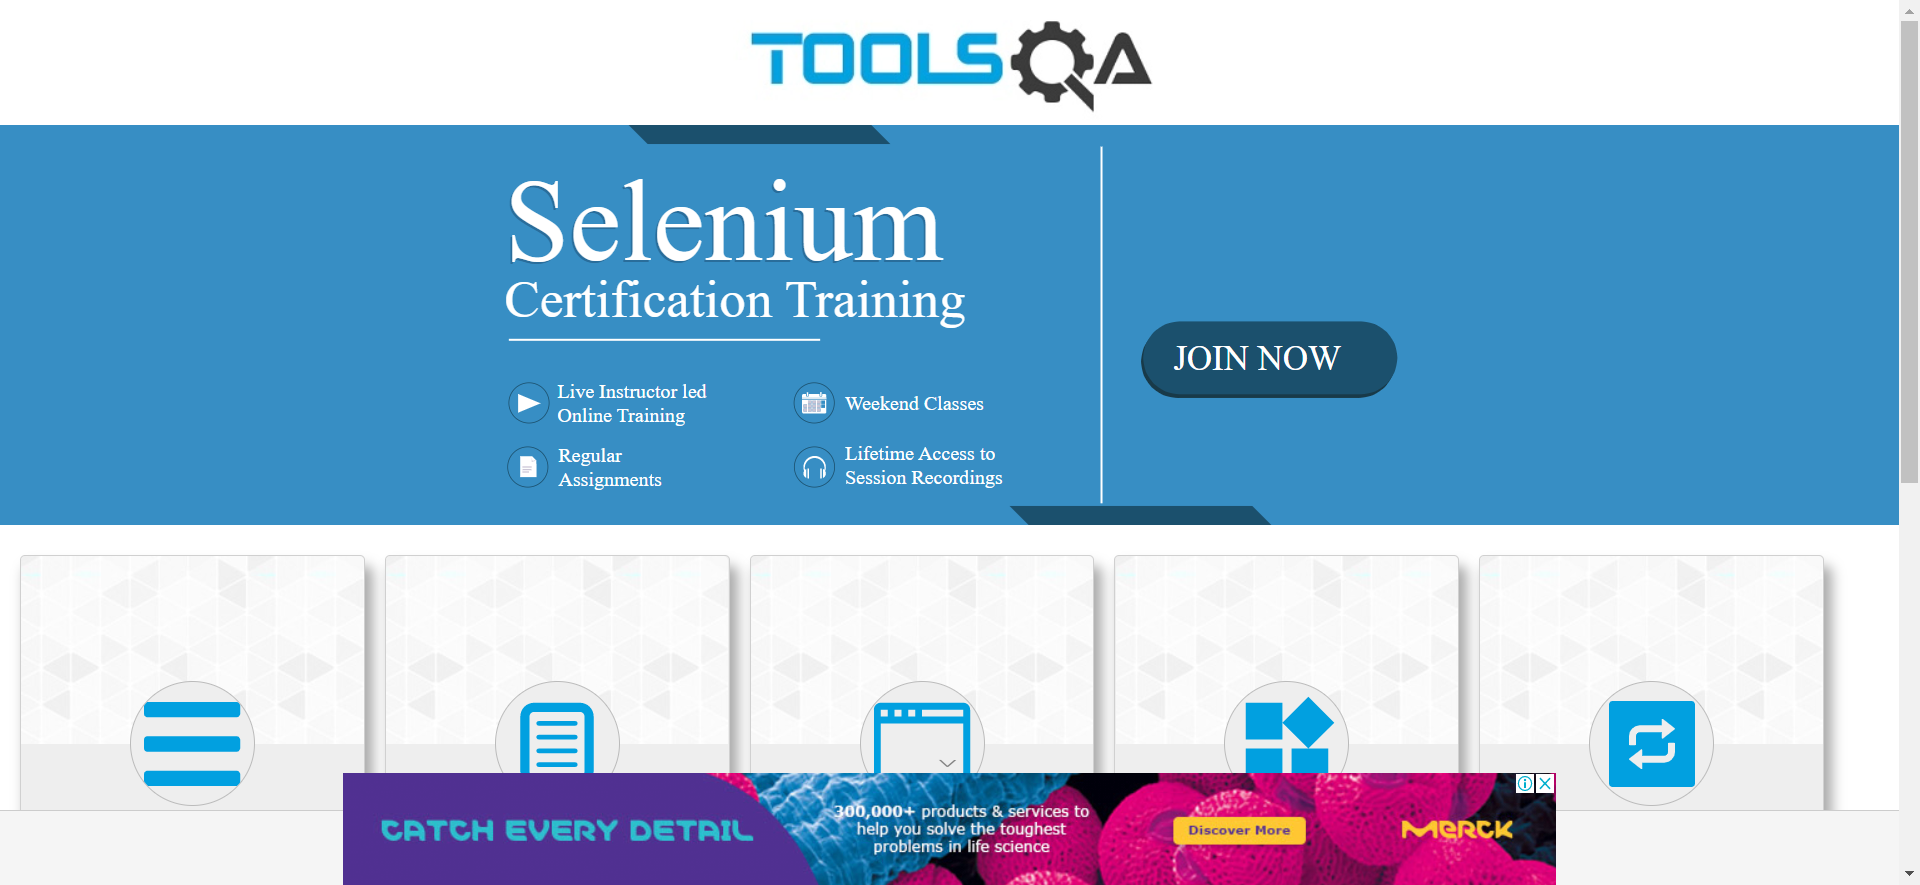 TOOLSQA
Selenium
Certification Training
Live Instructor led
Online Training
Weekend Classes
Regular
Assignments
Lifetime Access to
Session Recordings
JOIN NOW
CATCH EVERY DETAIL
300,000+ products & services to
help you solve the toughest
problems in life science
Discover More
MERCK